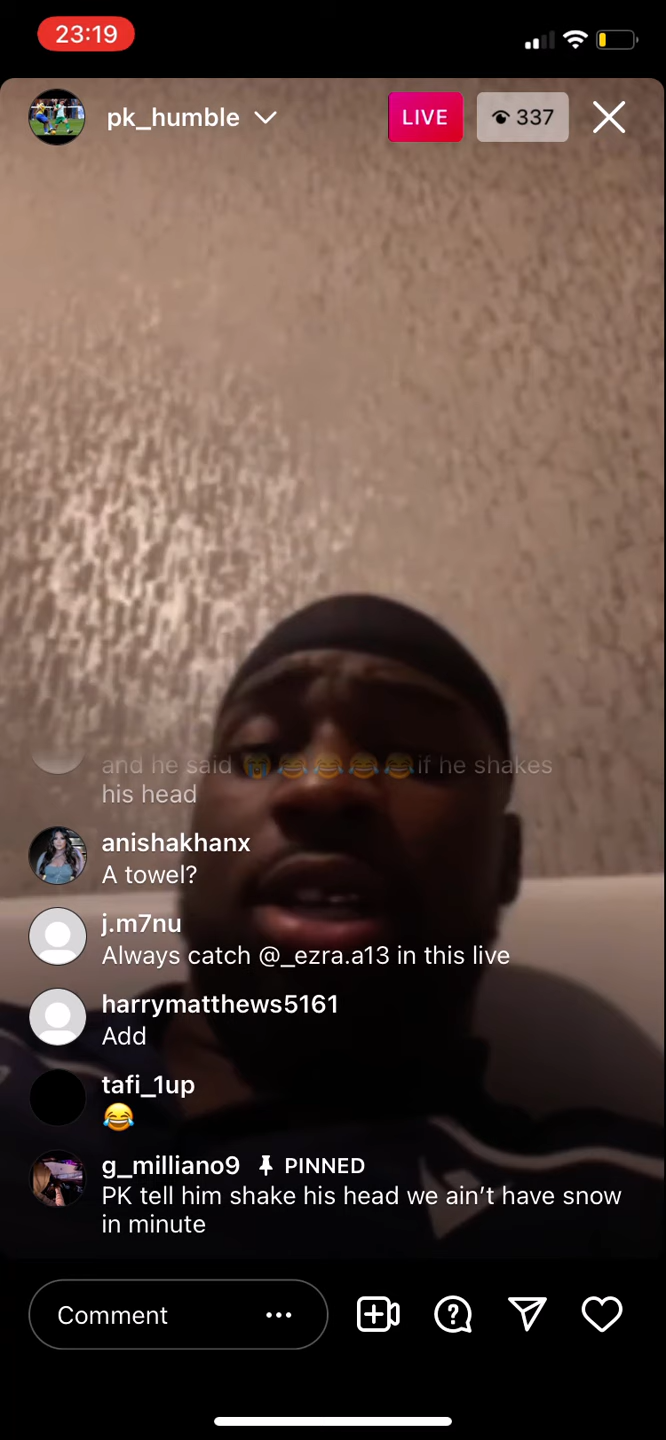 23:19
pk_humble
LIVE
337
and he said 😭😂😂😂😂if he shakes
his head
anishakhanx
A towel?
j.m7nu
Always catch @_ezra.a13 in this live
harrymatthews5161
Add
tafi_1up
😂
g_milliano9 PINNED
PK tell him shake his head we ain't have snow
in minute
Comment